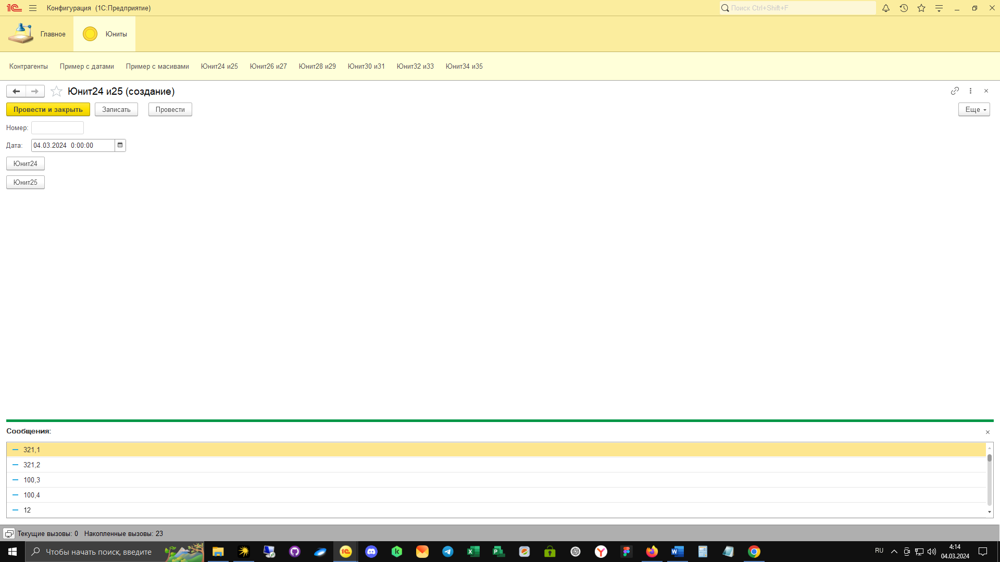 Конфигурация (1С:Предприятие)
Поиск Ctrl+Shift+F
Главное
Юниты
Контрагенты Пример с датами Пример с масивами Юнит24 и25 Юнит26 и27 Юнит28 и29 Юнит30 и31 Юнит32 и33 Юнит34 и35
Юнит24 и25 (создание)
Провести и закрыть Записать Провести Еще
Номер:
Дата: 04.03.2024 0:00:00
Юнит24
Юнит25
Сообщения:
321,1
321,2
100,3
100,4
12
Текущие вызовы: 0 Накопленные вызовы: 23
Чтобы начать поиск, введите
RU
4:14
04.03.2024